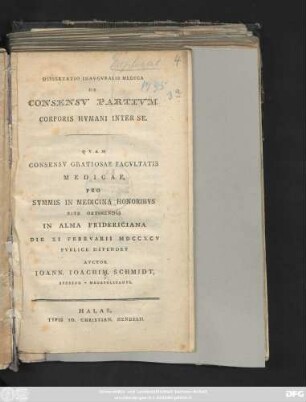 4
1795
DISSERTATIO INAVGVRALIS MEDICA
DE
CONSENSV PARTIVM
CORPORIS HVMANI INTER SE.
QVAM
CONSENSV GRATIOSAE FACVLTATIS
MEDICAE,
PRO
SVMMIS IN MEDICINA HONORIBVS
RITE OBTINENDIS
IN ALMA FRIDERICIANA
DIE XI FEBRVARII MDCCXCV
PVBLICE DEFENDET
AVCTOR
IOANN. IOACHIM. SCHMIDT,
HALAE,
TYPIS IO. CHRISTIAN. HENDELII.